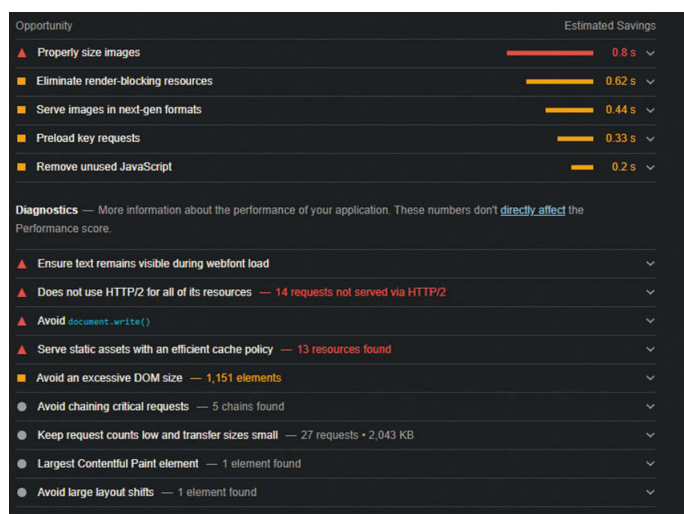 Opportunity Estimated Savings
Properly size images 0.8 s
Eliminate render-blocking resources 0.62 s
Serve images in next-gen formats 0.44 s
Preload key requests 0.33 s
Remove unused JavaScript 0.2 s
Diagnostics — More information about the performance of your application. These numbers don't directly affect the
Performance score.
Ensure text remains visible during webfont load
Does not use HTTP/2 for all of its resources — 14 requests not served via HTTP/2
Avoid document.write()
Serve static assets with an efficient cache policy — 13 resources found
Avoid an excessive DOM size — 1,151 elements
Avoid chaining critical requests — 5 chains found
Keep request counts low and transfer sizes small — 27 requests • 2,043 KB
Largest Contentful Paint element — 1 element found
Avoid large layout shifts — 1 element found